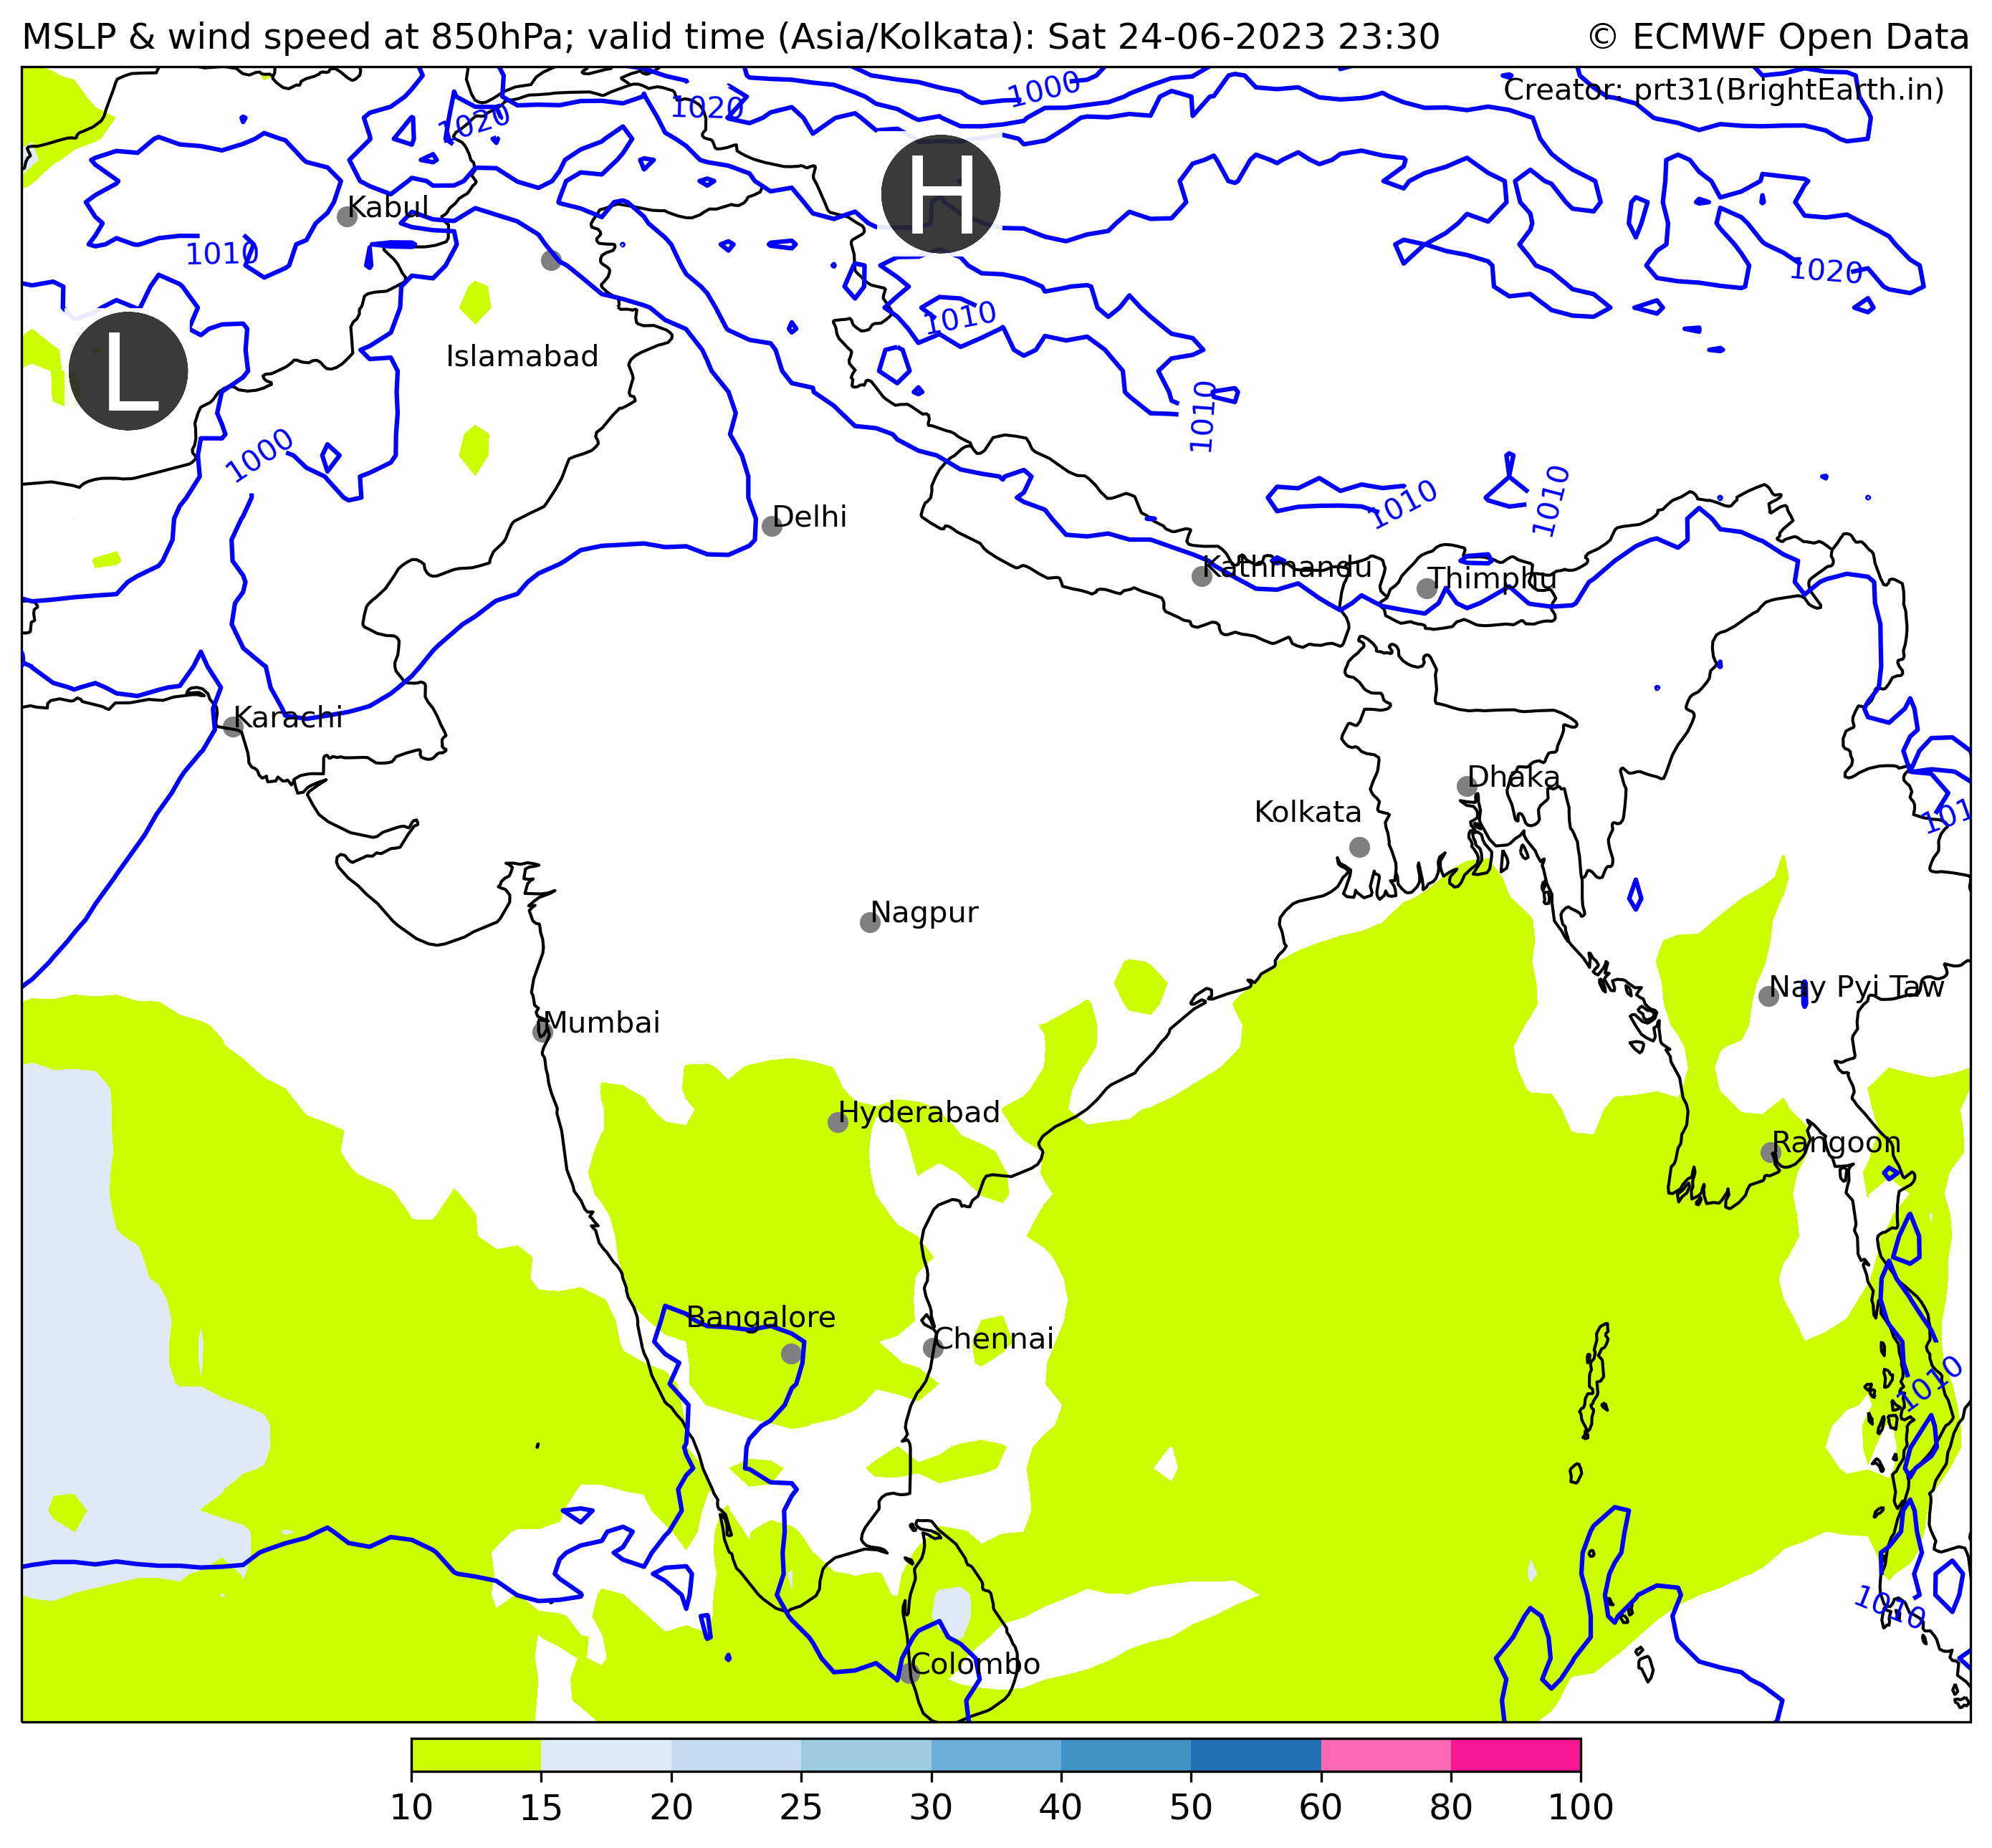 MSLP & wind speed at 850hPa; valid time (Asia/Kolkata): Sat 24-06-2023 23:30
© ECMWF Open Data
Creator: prt31(BrightEarth.in)
1000
1020
1020
H
Kabul
1010
1020
1010
L
Islamabad
1000
1010
1010
1010
Delhi
Kathmandu
Thimphu
Karachi
Dhaka
Kolkata
101
Nagpur
Nay Pyi Taw
Mumbai
Hyderabad
Rangoon
Bangalore
Chennai
1010
1010
Colombo
10 15 20 25 30 40 50 60 80 100